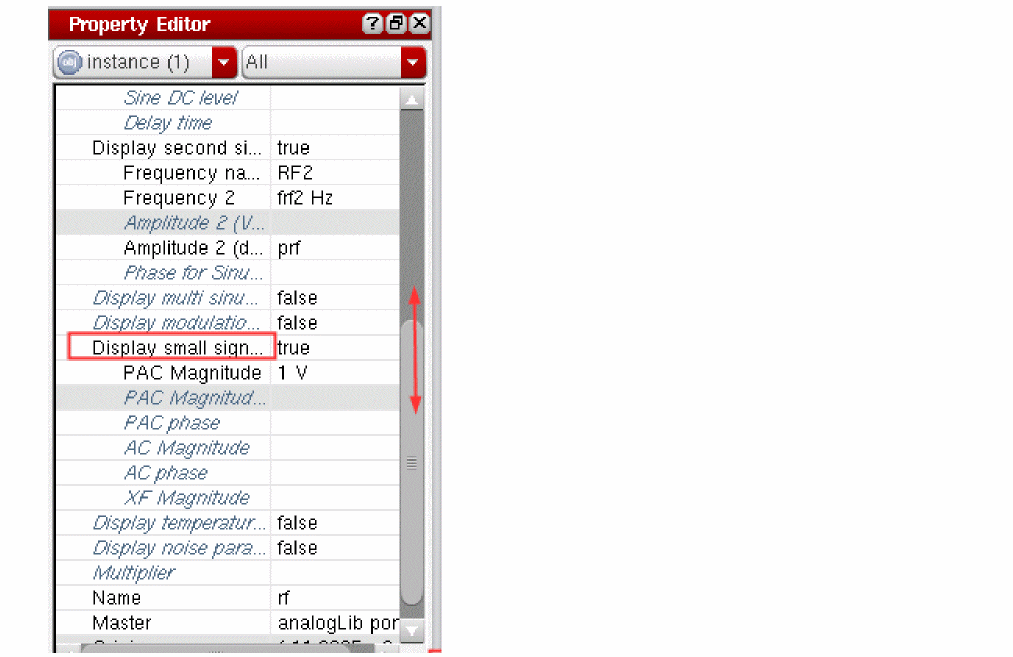 Property Editor
obj instance (1) All
Sine DC level
Delay time
Display second si... true
Frequency na... RF2
Frequency 2 frf2 Hz
Amplitude 2 (V...
Amplitude 2 (d... prf
Phase for Sinu...
Display multi sinu... false
Display modulatio... false
Display small sign... true
PAC Magnitude 1 V
PAC Magnitud...
PAC phase
AC Magnitude
AC phase
XF Magnitude
Display temperatur... false
Display noise para... false
Multiplier
Name rf
Master analogLib por